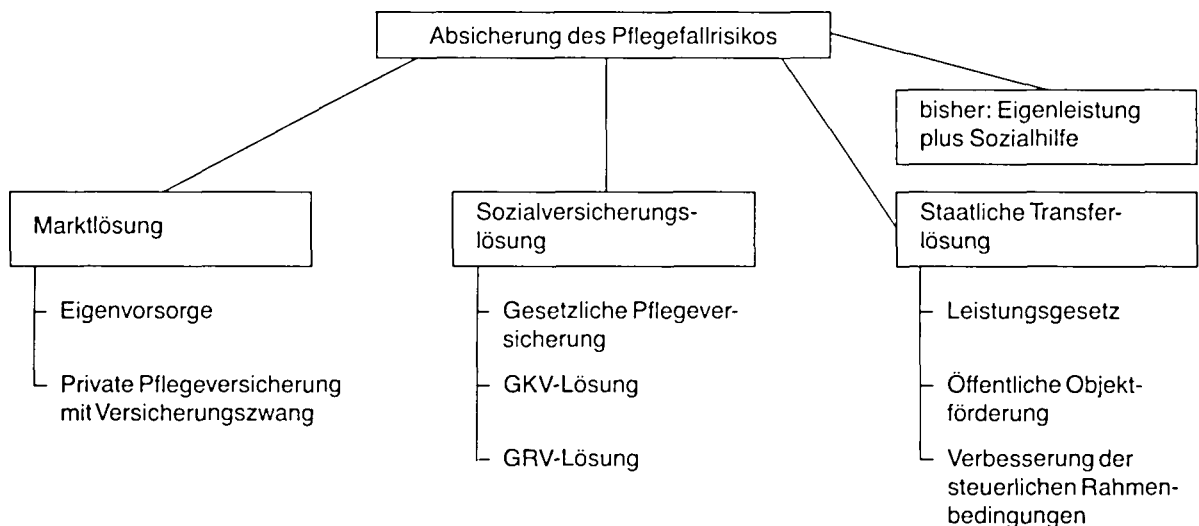 Absicherung des Pflegefallrisikos
bisher: Eigenleistung
plus Sozialhilfe
Marktlösung
Eigenvorsorge
Private Pflegeversicherung
mit Versicherungszwang
Sozialversicherungs-
lösung
Gesetzliche Pflegever-
sicherung
GKV-Lösung
GRV-Lösung
Staatliche Transfer-
lösung
Leistungsgesetz
Öffentliche Objekt-
förderung
Verbesserung der
steuerlichen Rahmen-
bedingungen